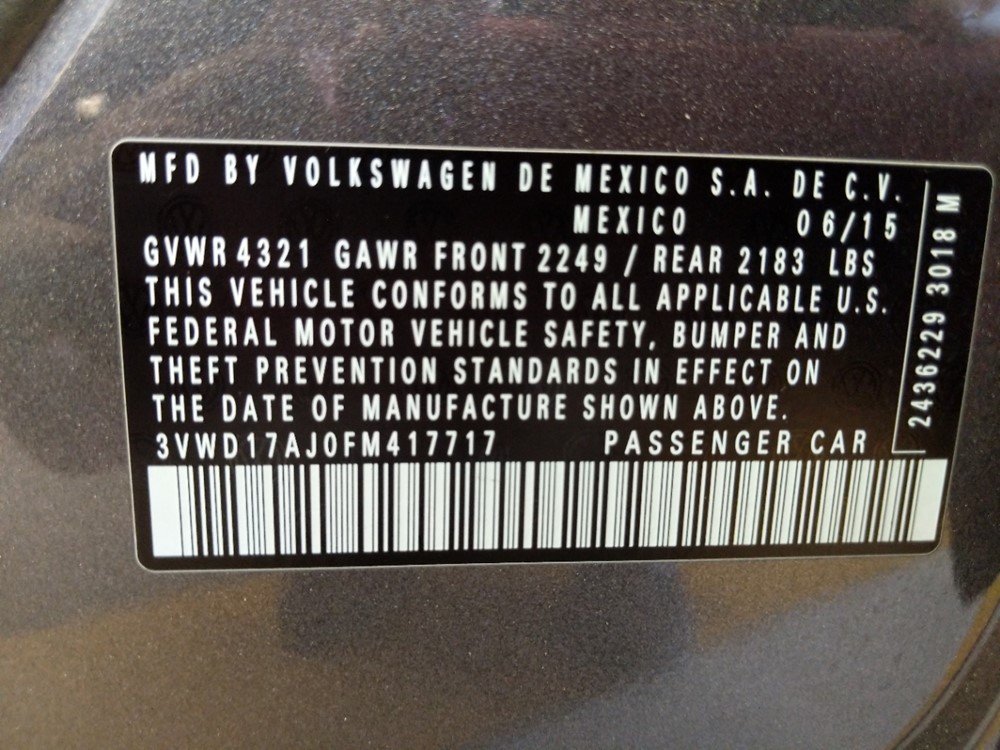 MFD BY VOLKSWAGEN DE MEXICO S.A. DE C.V.
MEXICO 06/15
GVWR 4321 GAWR FRONT 2249 / REAR 2183 LBS
THIS VEHICLE CONFORMS TO ALL APPLICABLE U.S.
FEDERAL MOTOR VEHICLE SAFETY, BUMPER AND
THEFT PREVENTION STANDARDS IN EFFECT ON
THE DATE OF MANUFACTURE SHOWN ABOVE.
3VWD17AJ0FM417717 PASSENGER CAR
2436229 3018 M